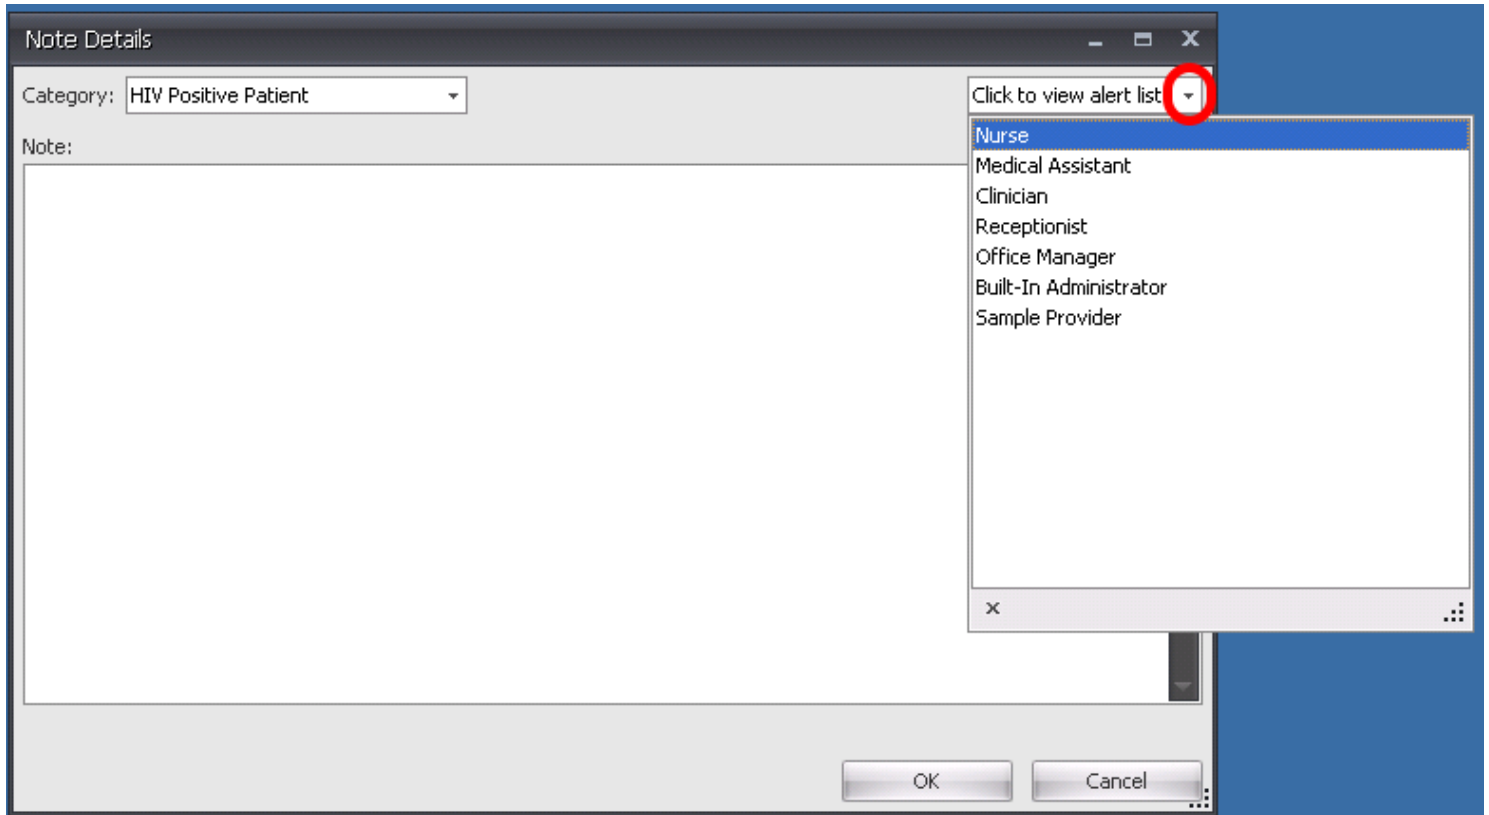 Note Details
Category: HIV Positive Patient
Click to view alert list
Note:
Nurse
Medical Assistant
Clinician
Receptionist
Office Manager
Built-In Administrator
Sample Provider
OK
Cancel